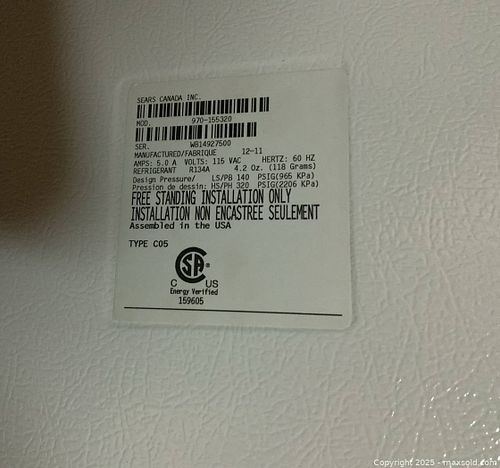 SEARS CANADA INC.
MOD. 970-155320
SER. WB14927500
MANUFACTURED/FABRIQUE 12-11
AMPS: 5.0 A VOLTS: 115 VAC HERTZ: 60 HZ
REFRIGERANT R134A 4.2 Oz. (118 Grams)
Design Pressure/ LS/PB 140 PSIG(965 KPa)
Pression de dessin: HS/PH 320 PSIG(2206 KPa)
FREE STANDING INSTALLATION ONLY
INSTALLATION NON ENCASTREE SEULEMENT
Assembled in the USA
TYPE C05
CSA®
C US
Energy Verified
159605
Copyright © 2025 - maxsold.com